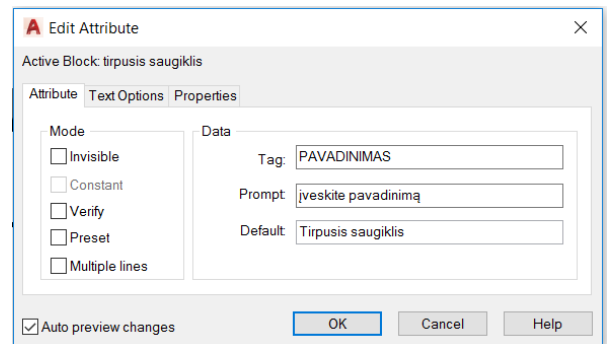 Edit Attribute
Active Block: tirpusis saugiklis
Attribute Text Options Properties
Mode
Invisible
Constant
Verify
Preset
Multiple lines
Data
Tag: PAVADINIMAS
Prompt: įveskite pavadinimą
Default: Tirpusis saugiklis
Auto preview changes
OK Cancel Help